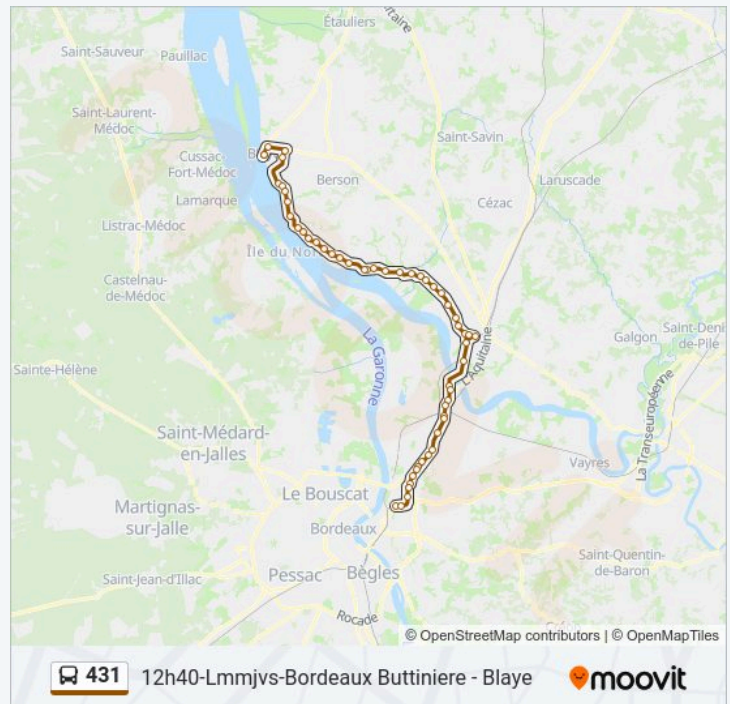 Étauliers
Saint-Sauveur
Pauillac
Saint-Laurent-
Médoc
Saint-Savin
Cussac-
Fort-Médoc
Berson
Laruscade
Lamarque
Cézac
Listrac-Médoc
Castelnau-
de-Médoc
La Garonne
L'Aquitaine
Galgon
Saint-Denis
de-Pile
Sainte-Hélène
La Transeuropéenne
Saint-Médard-
en-Jalles
Vayres
Le Bouscat
Martignas-
sur-Jalle
Bordeaux
Saint-Quentin-
de-Baron
Saint-Jean-d'Illac
Pessac
Bègles
Rocade
© OpenStreetMap contributors | © OpenMapTiles
431 12h40-Lmmjvs-Bordeaux Buttiniere - Blaye moovit